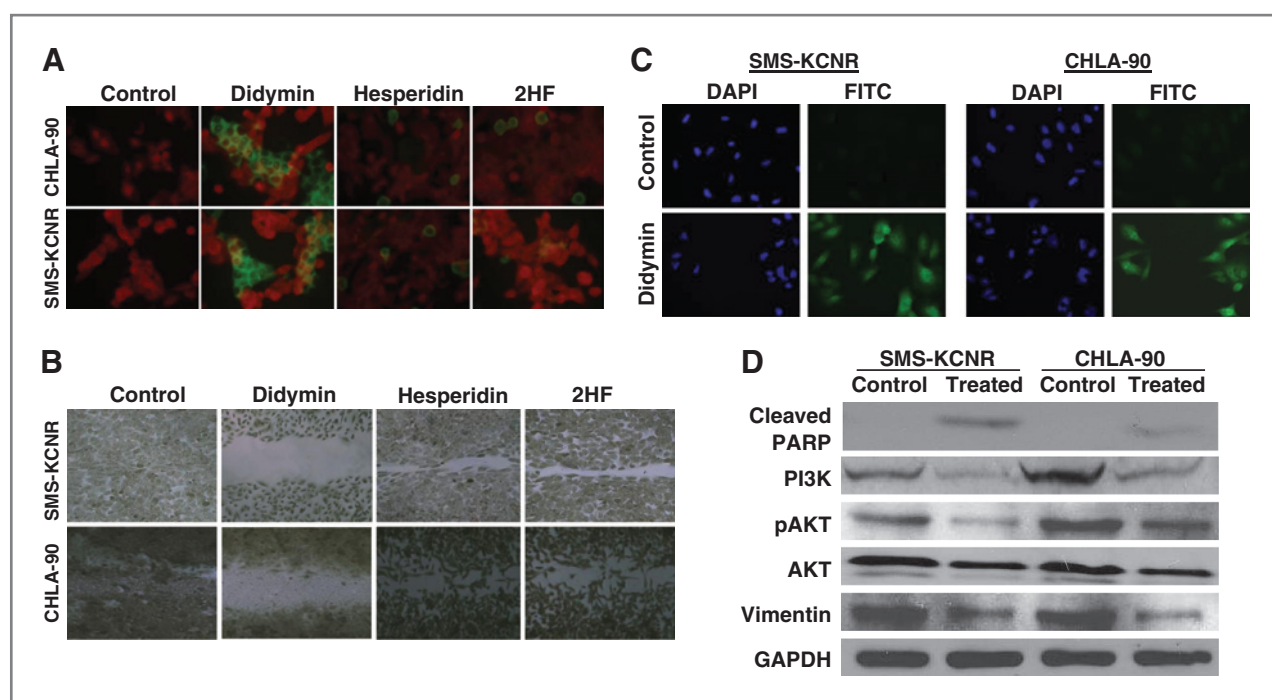 A
Control Didymin Hesperidin 2HF
CHLA-90
SMS-KCNR
B
Control Didymin Hesperidin 2HF
SMS-KCNR
CHLA-90
C
SMS-KCNR CHLA-90
DAPI FITC DAPI FITC
Control
Didymin
D
SMS-KCNR CHLA-90
Control Treated Control Treated
Cleaved
PARP
PI3K
pAKT
AKT
Vimentin
GAPDH